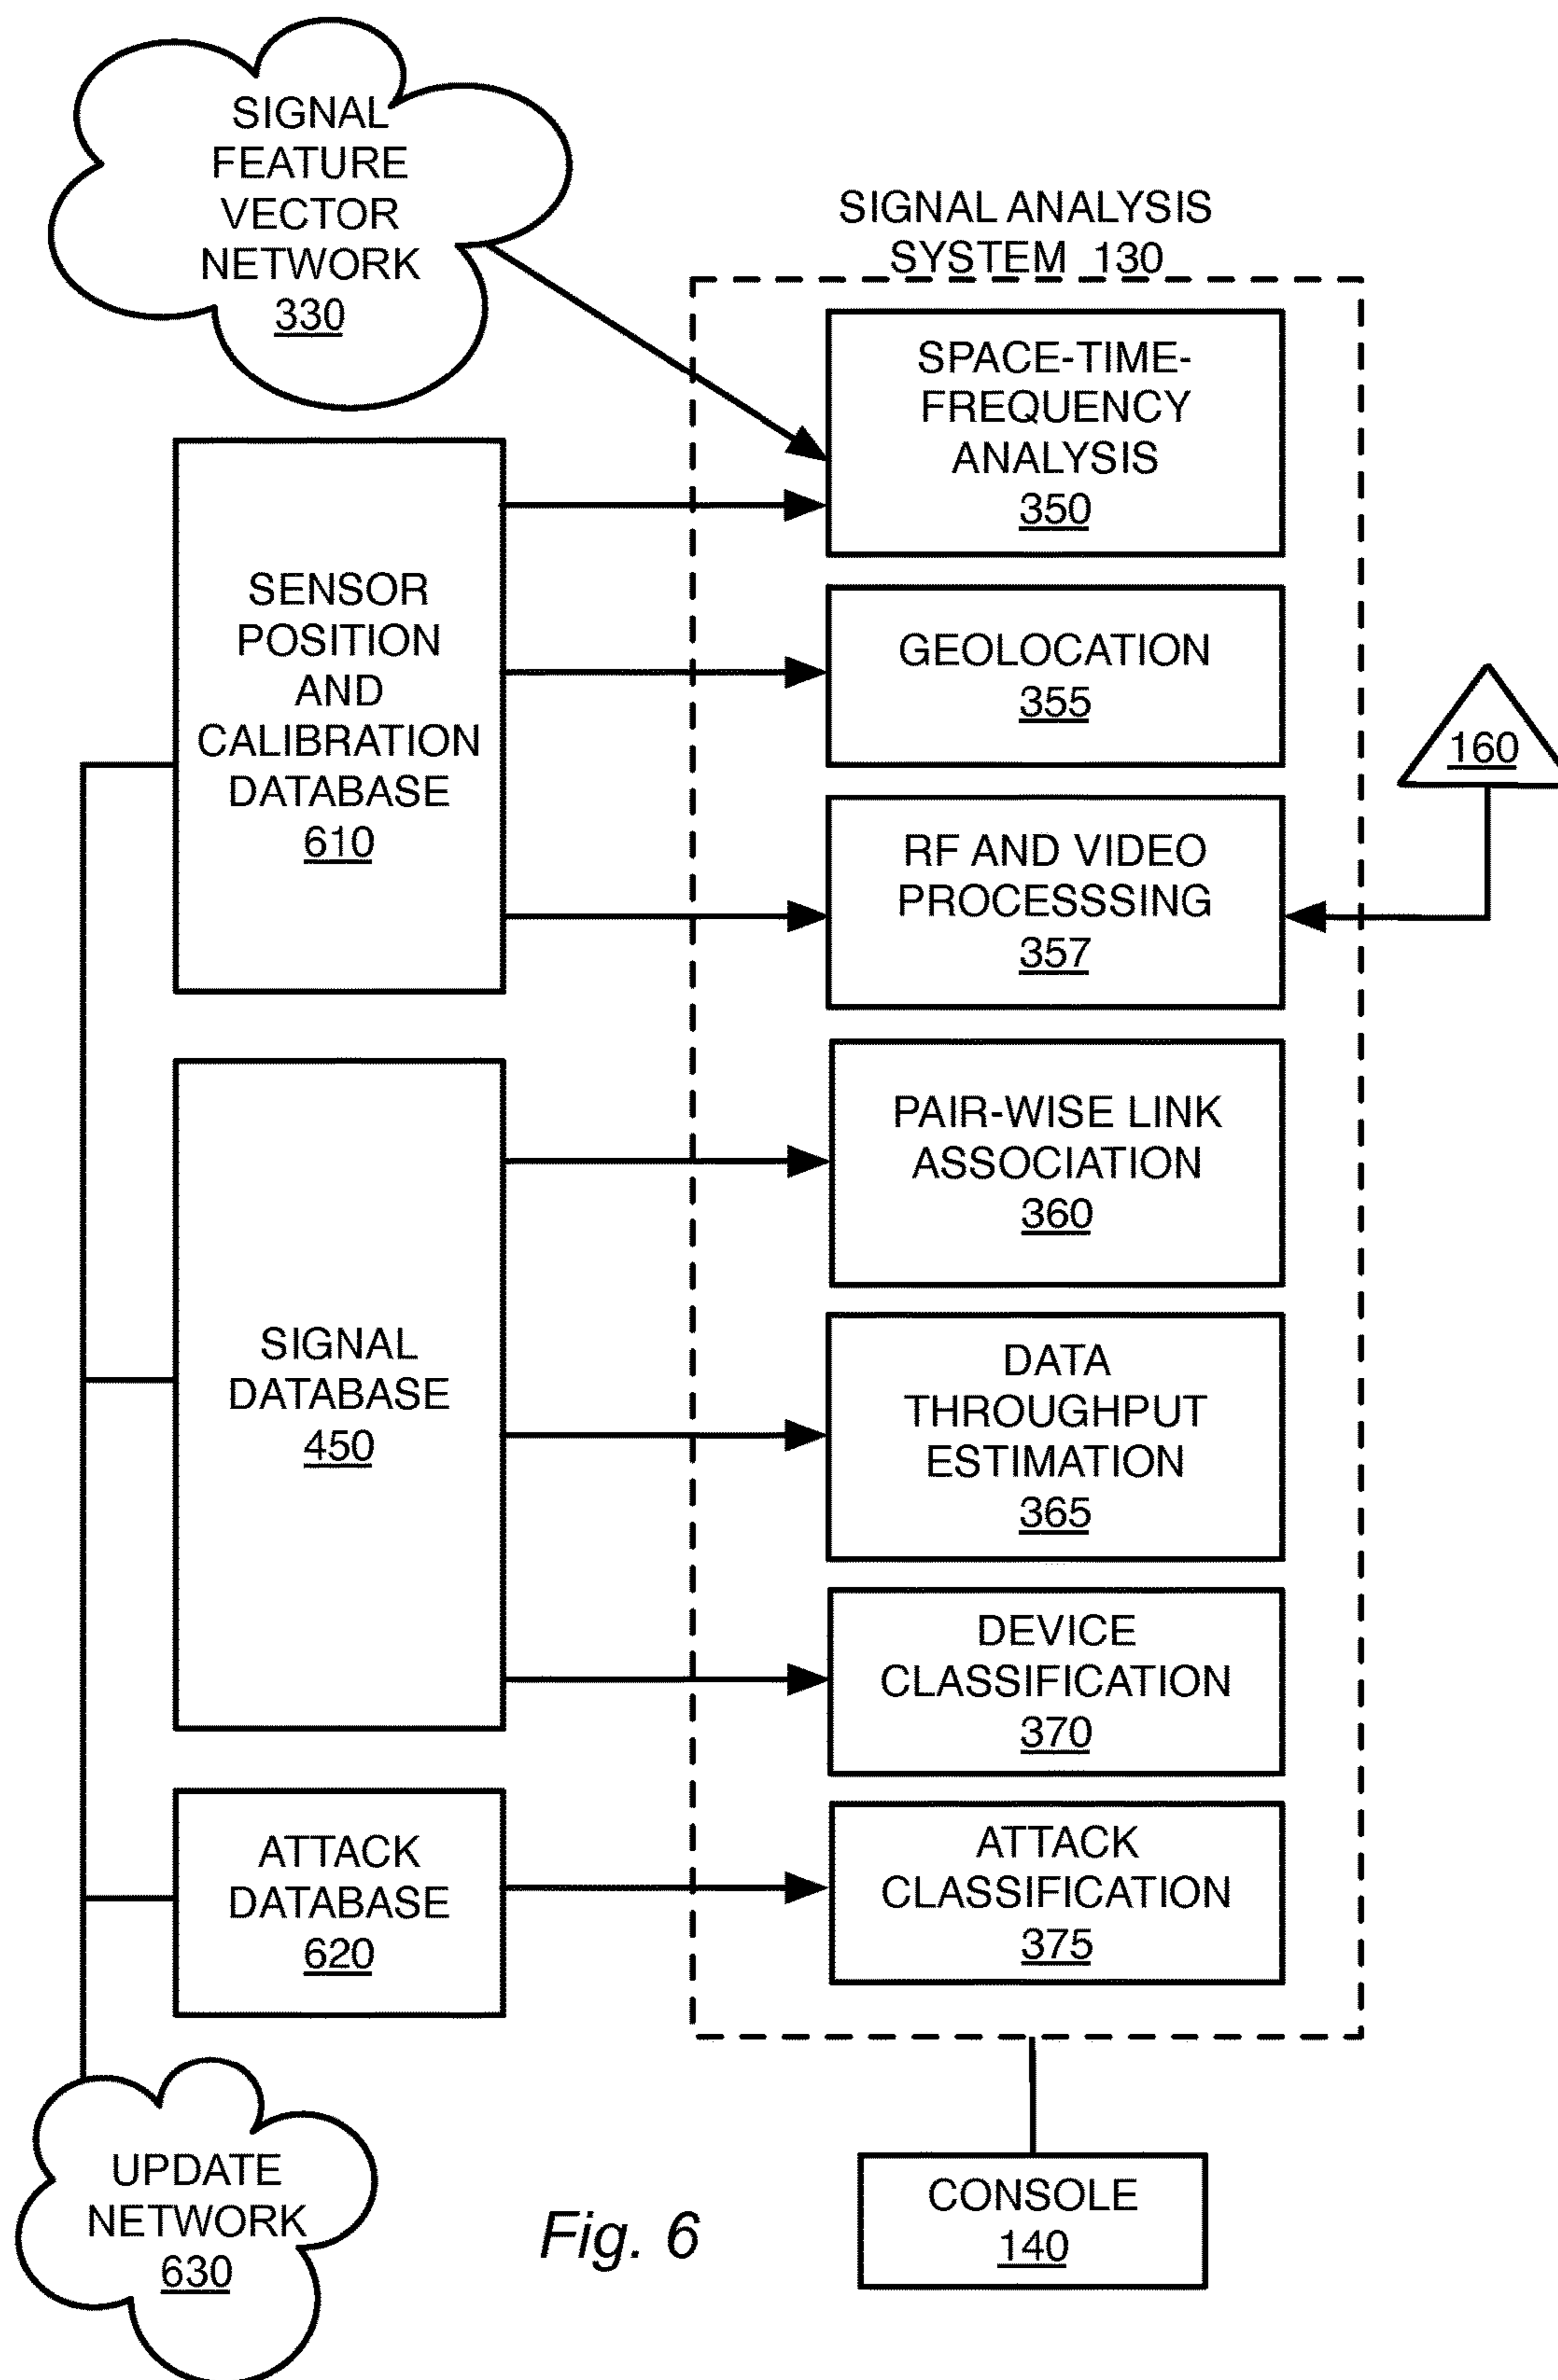 SIGNAL
FEATURE
VECTOR
NETWORK
330
SIGNAL ANALYSIS
SYSTEM 130
SPACE-TIME-
FREQUENCY
ANALYSIS
350
SENSOR
POSITION
AND
CALIBRATION
DATABASE
610
GEOLOCATION
355
160
RF AND VIDEO
PROCESSSING
357
PAIR-WISE LINK
ASSOCIATION
360
SIGNAL
DATABASE
450
DATA
THROUGHPUT
ESTIMATION
365
DEVICE
CLASSIFICATION
370
ATTACK
DATABASE
620
ATTACK
CLASSIFICATION
375
UPDATE
NETWORK
630
Fig. 6
CONSOLE
140